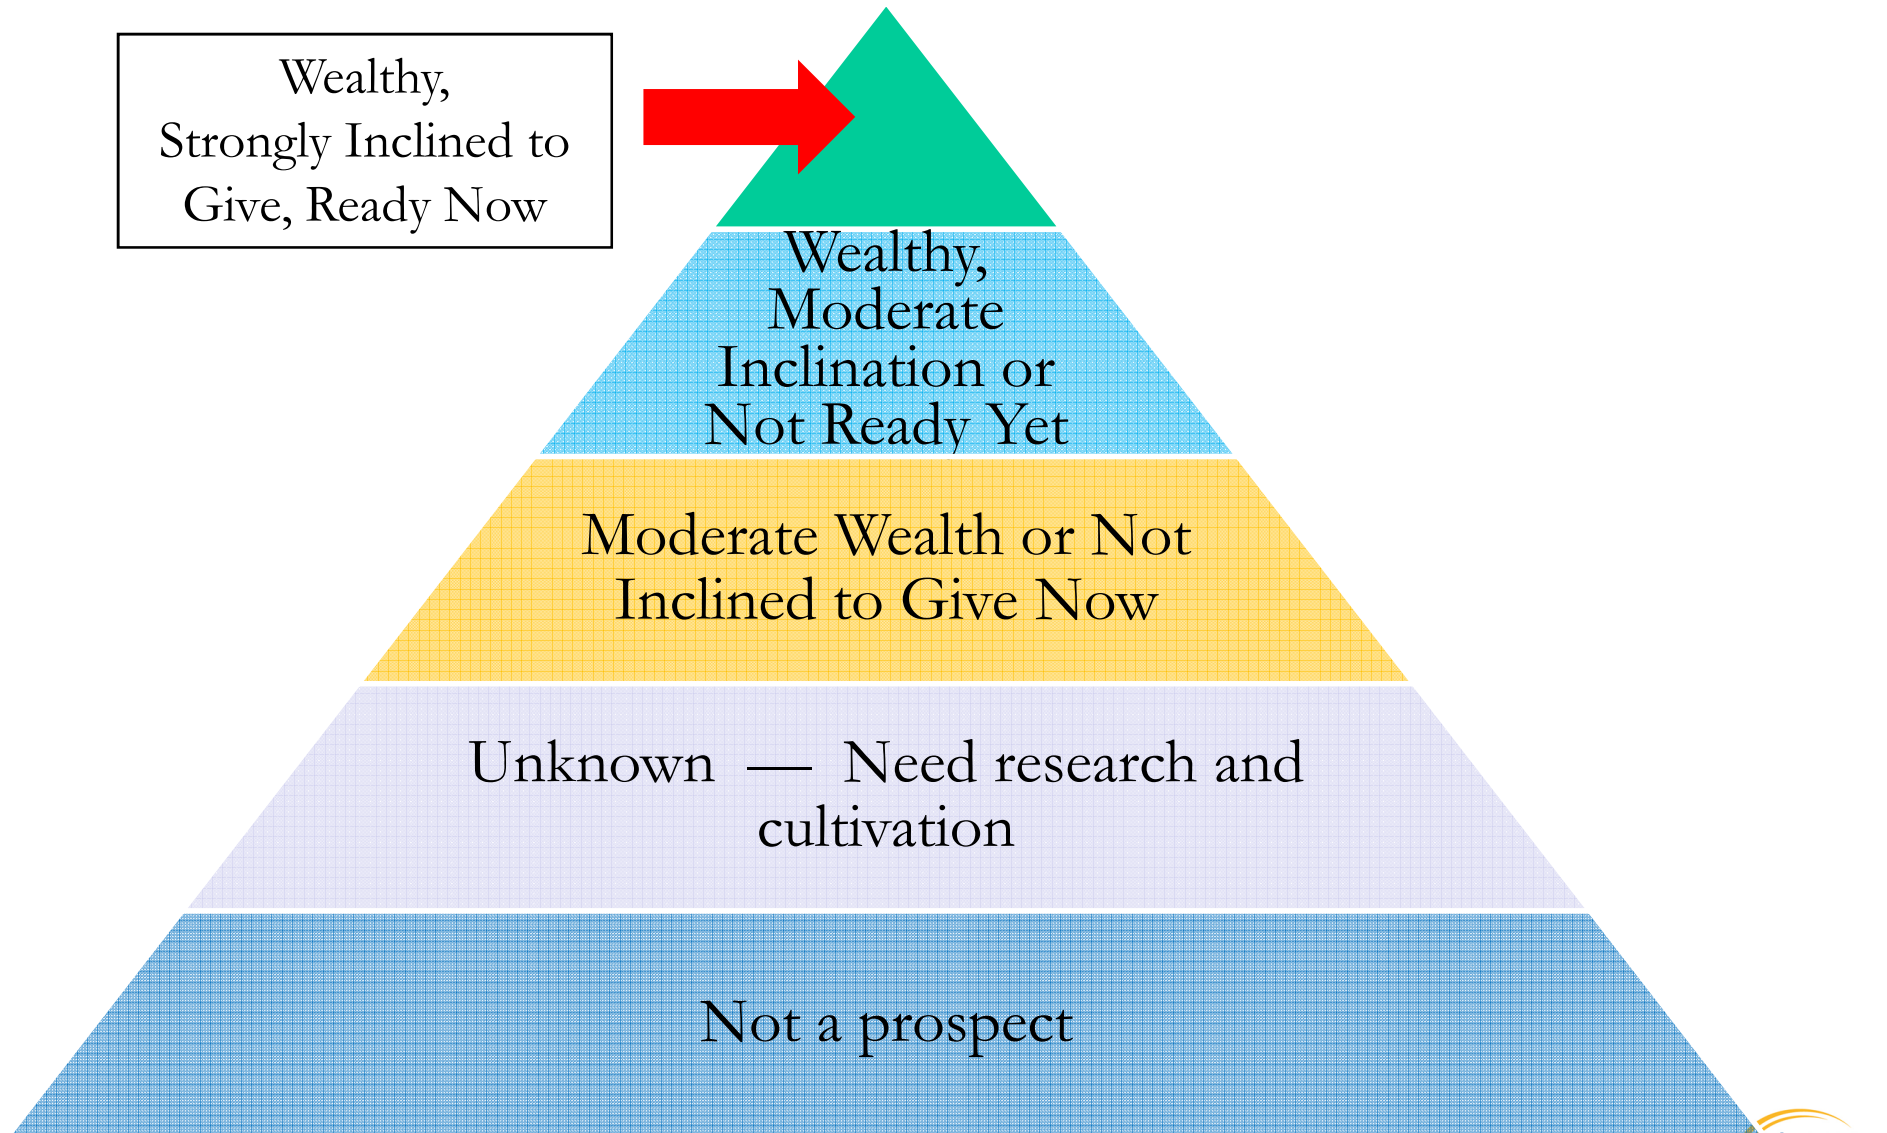 Wealthy,
Strongly Inclined to
Give, Ready Now
Wealthy,
Moderate
Inclination or
Not Ready Yet
Moderate Wealth or Not
Inclined to Give Now
Unknown — Need research and
cultivation
Not a prospect